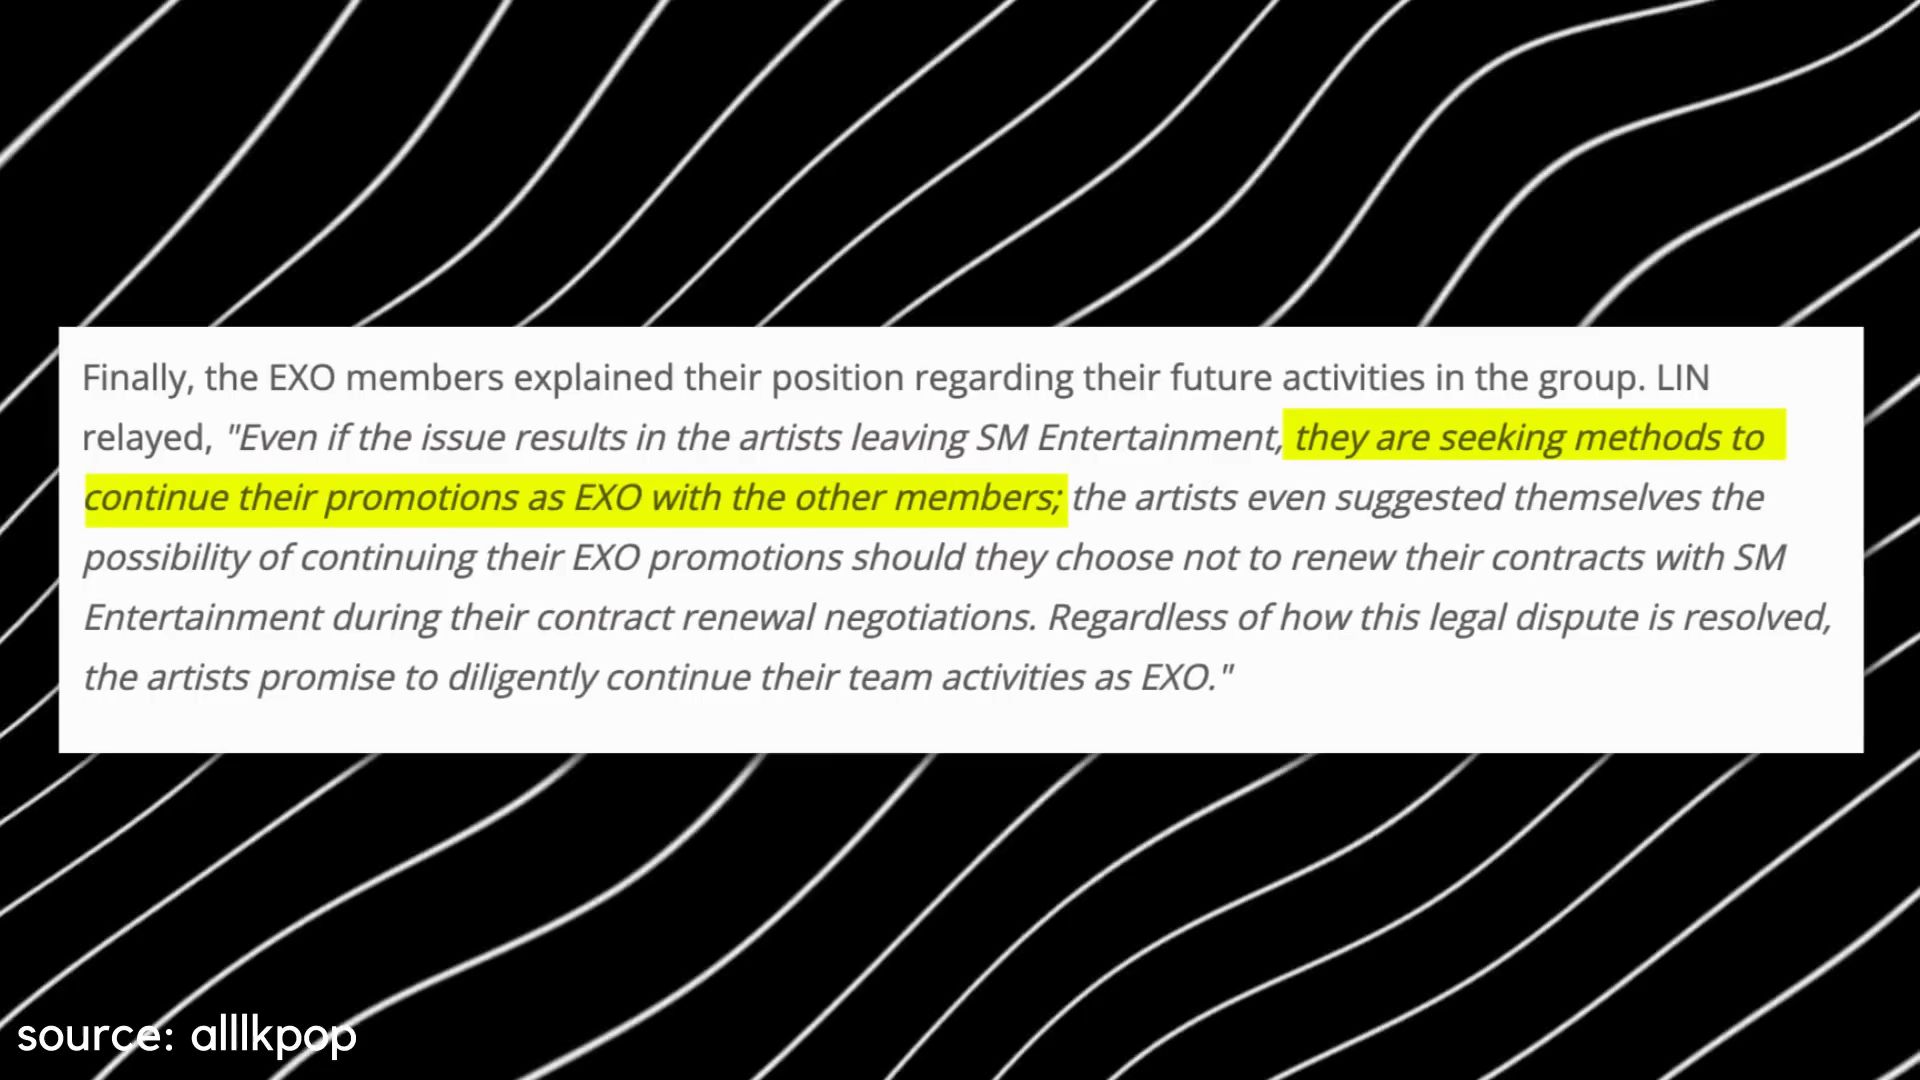 Finally, the EXO members explained their position regarding their future activities in the group. LIN
relayed, "Even if the issue results in the artists leaving SM Entertainment, they are seeking methods to
continue their promotions as EXO with the other members; the artists even suggested themselves the
possibility of continuing their EXO promotions should they choose not to renew their contracts with SM
Entertainment during their contract renewal negotiations. Regardless of how this legal dispute is resolved,
the artists promise to diligently continue their team activities as EXO."
source: alllkpop